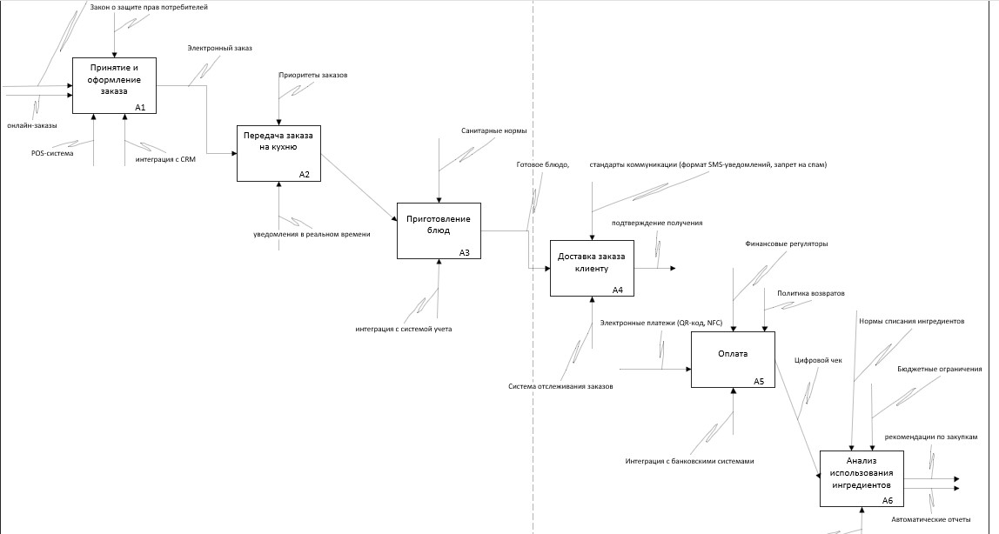 Закон о защите прав потребителей
Электронный заказ
Принятие и
оформление
заказа
A1
Приоритеты заказов
онлайн-заказы
POS-система
интеграция с CRM
Передача заказа
на кухню
A2
Санитарные нормы
Готовое блюдо,
стандарты коммуникации (формат SMS-уведомлений, запрет на спам)
уведомления в реальном времени
Приготовление
блюд
A3
подтверждение получения
Доставка заказа
клиенту
A4
Финансовые регуляторы
Политика возвратов
интеграция с системой учета
Электронные платежи (QR-код, NFC)
Нормы списания ингредиентов
Оплата
A5
Цифровой чек
Бюджетные ограничения
Система отслеживания заказов
Интеграция с банковскими системами
рекомендации по закупкам
Анализ
использования
ингредиентов
A6
Автоматические отчеты